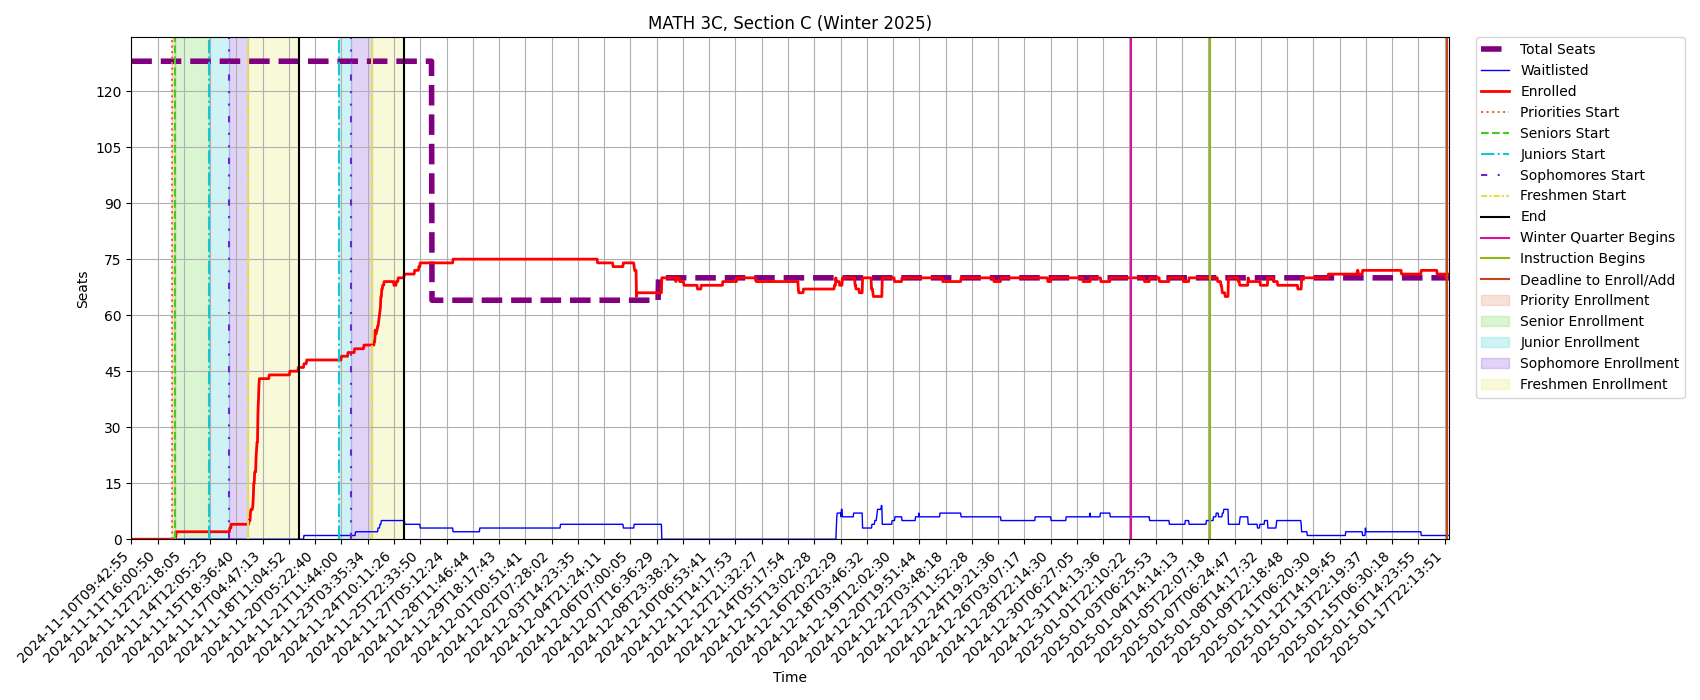 MATH 3C, Section C (Winter 2025)
Seats
120
105
90
75
60
45
30
15
0
2024-11-10T09:42:55
2024-11-11T16:00:50
2024-11-12T22:18:05
2024-11-14T12:05:25
2024-11-15T18:36:40
2024-11-17T04:47:13
2024-11-18T11:04:52
2024-11-20T05:22:40
2024-11-21T11:44:00
2024-11-23T03:35:34
2024-11-24T10:11:26
2024-11-25T22:33:50
2024-11-27T05:12:24
2024-11-28T11:46:44
2024-11-29T18:17:43
2024-12-01T00:51:41
2024-12-02T07:28:02
2024-12-03T14:23:35
2024-12-04T21:24:11
2024-12-06T07:00:05
2024-12-07T16:36:29
2024-12-08T23:38:21
2024-12-10T06:53:41
2024-12-11T14:17:53
2024-12-12T21:32:27
2024-12-14T05:17:54
2024-12-15T13:02:28
2024-12-16T20:22:29
2024-12-18T03:46:32
2024-12-19T12:02:30
2024-12-20T19:51:44
2024-12-22T03:48:19
2024-12-23T11:52:28
2024-12-24T19:21:36
2024-12-26T03:07:17
2024-12-28T22:14:30
2024-12-30T06:27:05
2024-12-31T14:13:36
2025-01-01T22:10:22
2025-01-03T06:25:53
2025-01-04T14:14:13
2025-01-05T22:07:18
2025-01-07T06:24:47
2025-01-08T14:17:32
2025-01-09T22:18:48
2025-01-11T06:20:30
2025-01-12T14:19:45
2025-01-13T22:19:37
2025-01-15T06:30:18
2025-01-16T14:23:55
2025-01-17T22:13:51
Time
Total Seats
Waitlisted
Enrolled
Priorities Start
Seniors Start
Juniors Start
Sophomores Start
Freshmen Start
End
Winter Quarter Begins
Instruction Begins
Deadline to Enroll/Add
Priority Enrollment
Senior Enrollment
Junior Enrollment
Sophomore Enrollment
Freshmen Enrollment